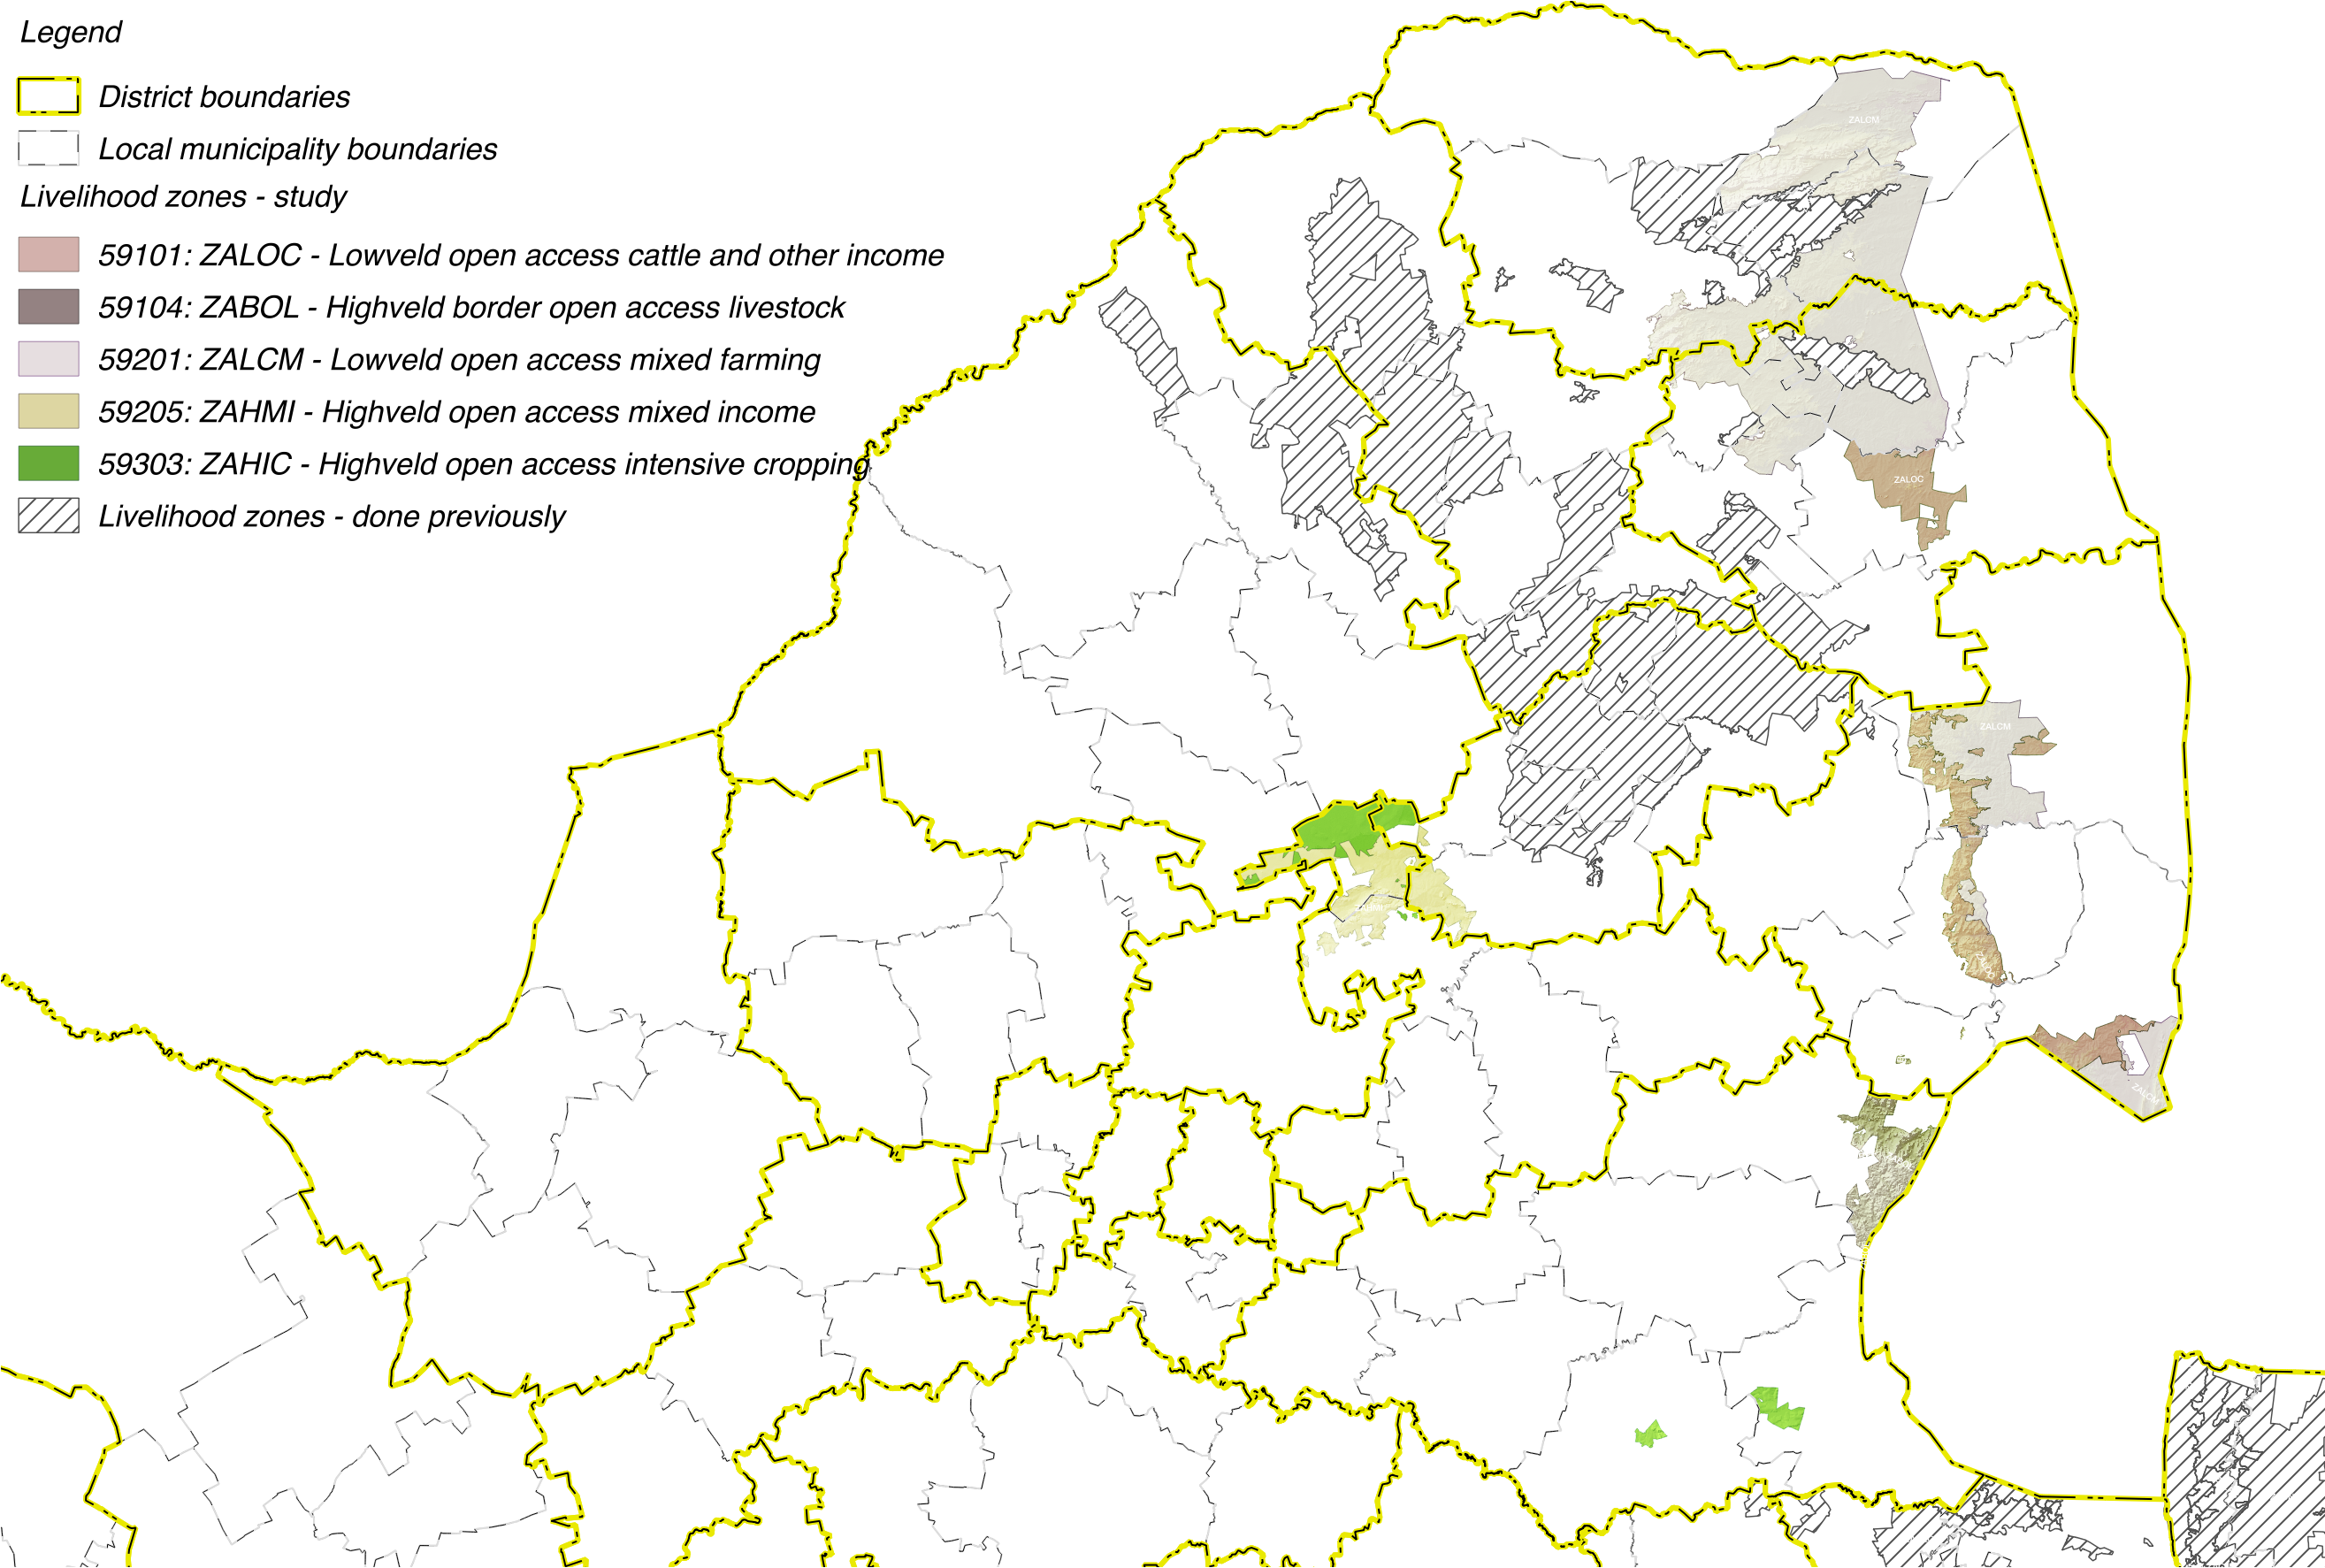 Legend
District boundaries
Local municipality boundaries
Livelihood zones - study
59101: ZALOC - Lowveld open access cattle and other income
59104: ZABOL - Highveld border open access livestock
59201: ZALCM - Lowveld open access mixed farming
59205: ZAHMI - Highveld open access mixed income
59303: ZAHIC - Highveld open access intensive cropping
Livelihood zones - done previously
ZALCM
ZALOC
ZALCM
ZALCM